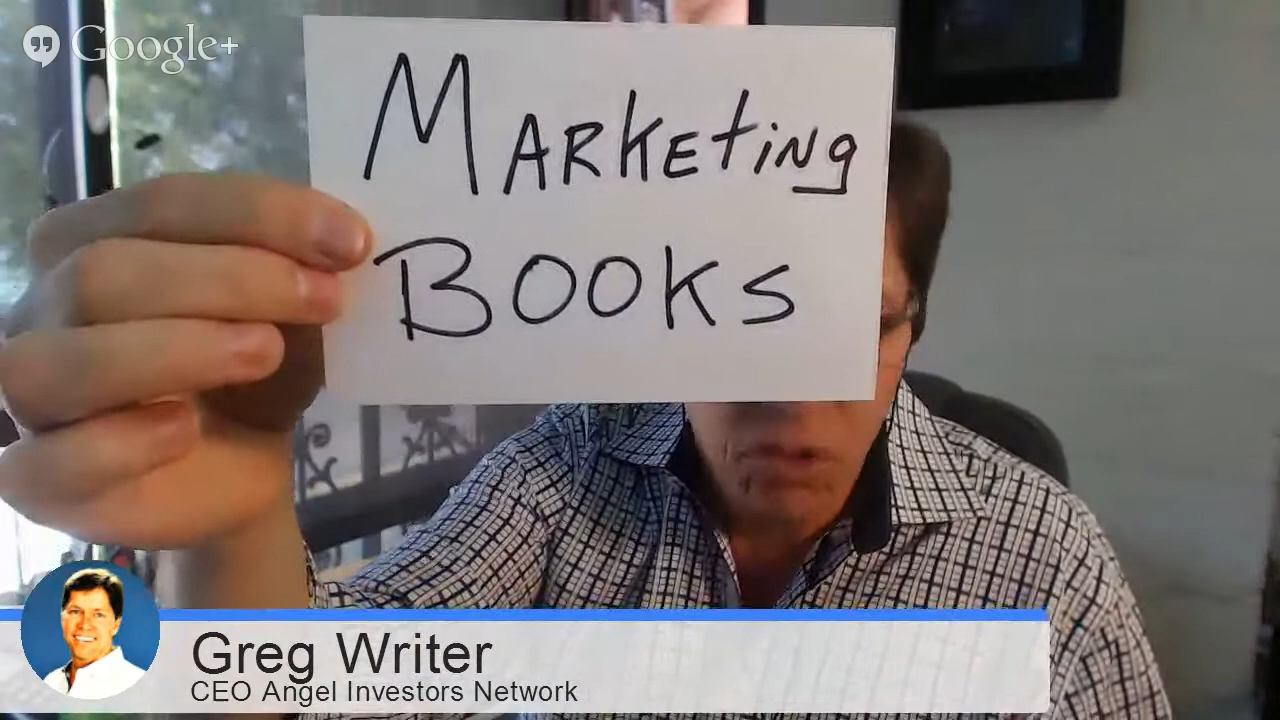 Google+
Marketing
Books
Greg Writer
CEO Angel Investors Network